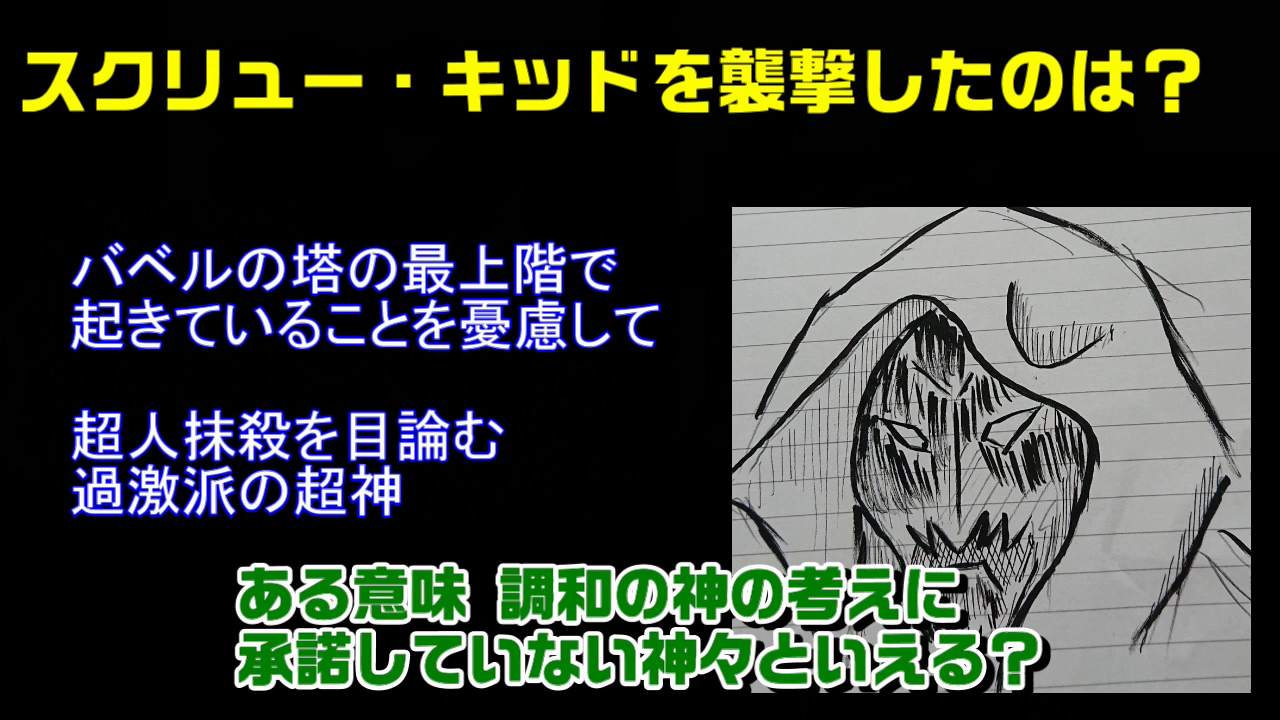 スクリュー・キッドを襲撃したのは？
バベルの塔の最上階で
起きていることを憂慮して
超人抹殺を目論む
過激派の超神
ある意味 調和の神の考えに
承諾していない神々といえる？